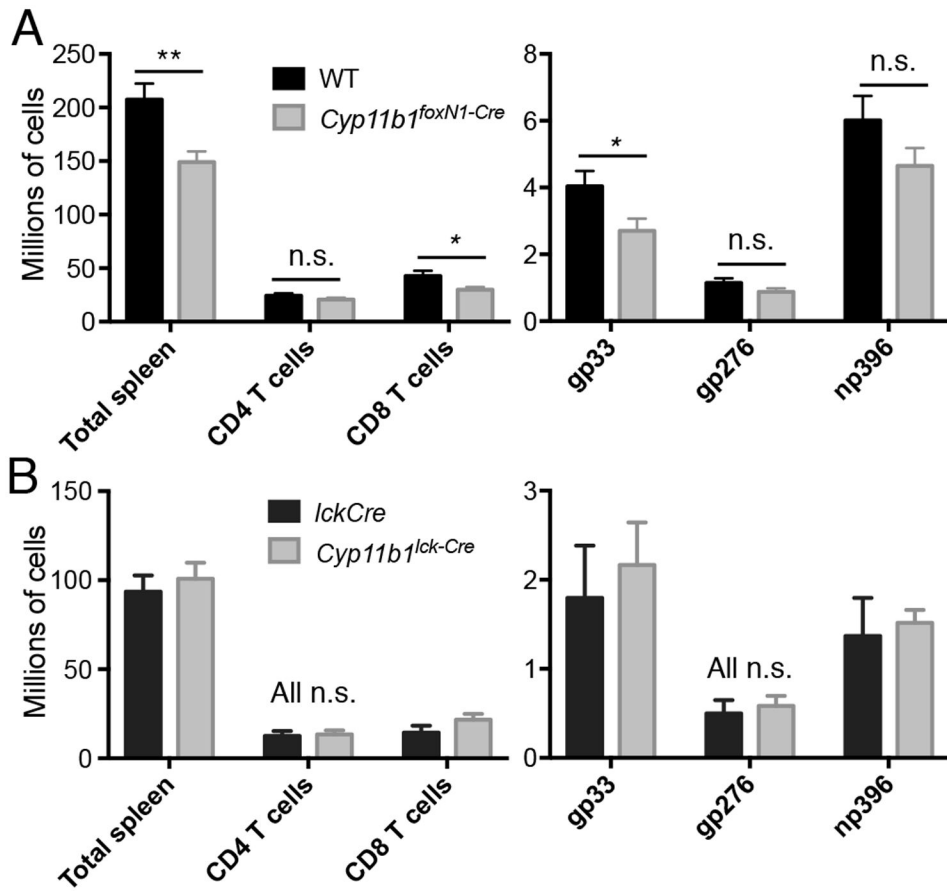 A
Millions of cells
250
200
150
100
50
0
**
n.s.
*
WT
Cyp11b1foxN1-Cre
Total spleen
CD4 T cells
CD8 T cells
8
6
4
2
0
*
n.s.
n.s.
gp33
gp276
np396
B
Millions of cells
150
100
50
0
lckCre
Cyp11b1lck-Cre
All n.s.
Total spleen
CD4 T cells
CD8 T cells
3
2
1
0
All n.s.
gp33
gp276
np396